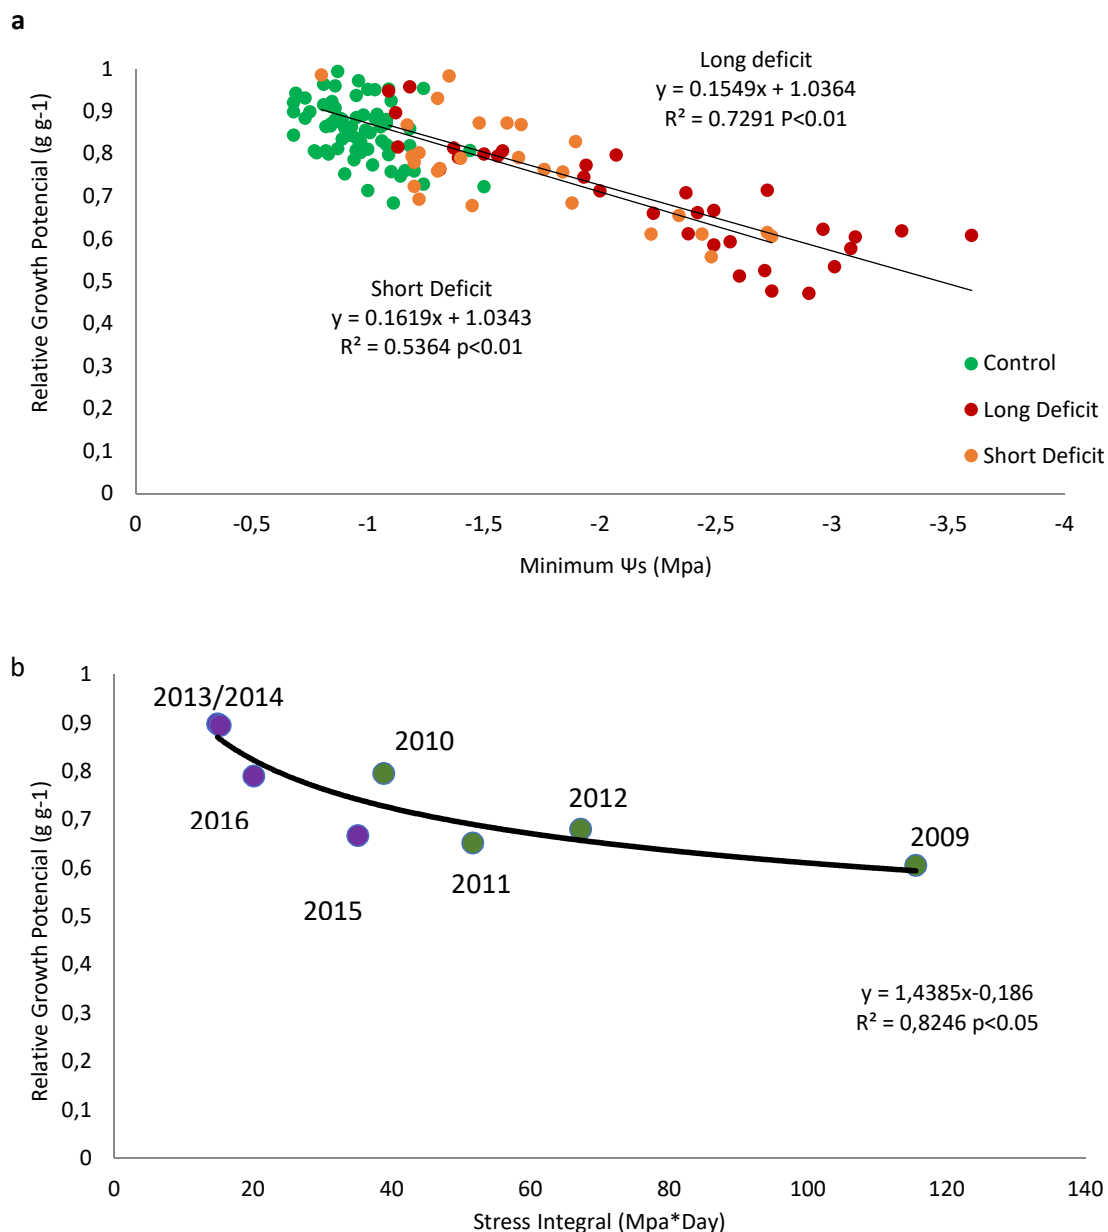 a
Long deficit
y = 0.1549x + 1.0364
R² = 0.7291 P<0.01
Short Deficit
y = 0.1619x + 1.0343
R² = 0.5364 p<0.01
Relative Growth Potencial (g g-1)
1
0,9
0,8
0,7
0,6
0,5
0,4
0,3
0,2
0,1
0
Control
Long Deficit
Short Deficit
0 -0,5 -1 -1,5 -2 -2,5 -3 -3,5 -4
Minimum Ψs (Mpa)
b
Relative Growth Potencial (g g-1)
1
0,9
0,8
0,7
0,6
0,5
0,4
0,3
0,2
0,1
0
2013/2014
2010
2016
2012
2009
2011
2015
y = 1,4385x-0,186
R² = 0,8246 p<0.05
0 20 40 60 80 100 120 140
Stress Integral (Mpa*Day)